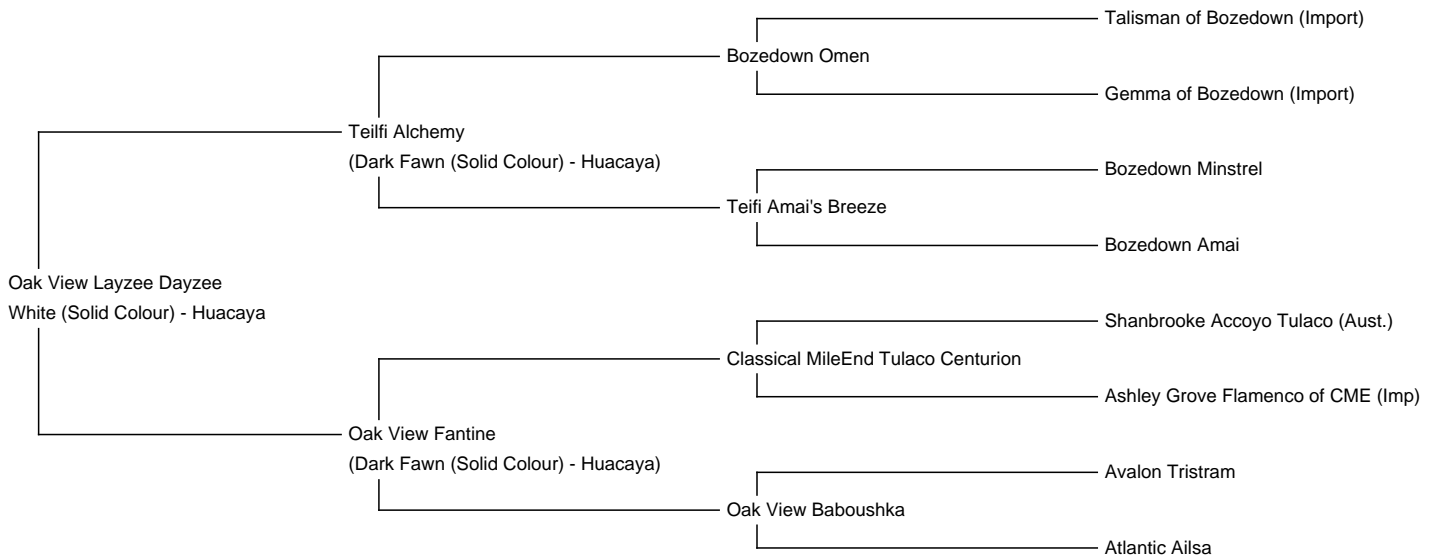 Talisman of Bozedown (Import)
Bozedown Omen
Gemma of Bozedown (Import)
Teilfi Alchemy
(Dark Fawn (Solid Colour) - Huacaya)
Bozedown Minstrel
Teifi Amai's Breeze
Bozedown Amai
Oak View Layzee Dayzee
White (Solid Colour) - Huacaya
Shanbrooke Accoyo Tulaco (Aust.)
Classical MileEnd Tulaco Centurion
Ashley Grove Flamenco of CME (Imp)
Oak View Fantine
(Dark Fawn (Solid Colour) - Huacaya)
Avalon Tristram
Oak View Baboushka
Atlantic Ailsa